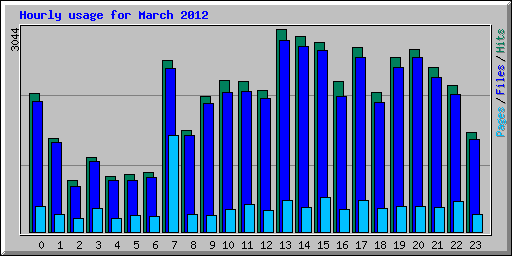 Hourly usage for March 2012
3044
Pages / Files / Hits
0 1 2 3 4 5 6 7 8 9 10 11 12 13 14 15 16 17 18 19 20 21 22 23